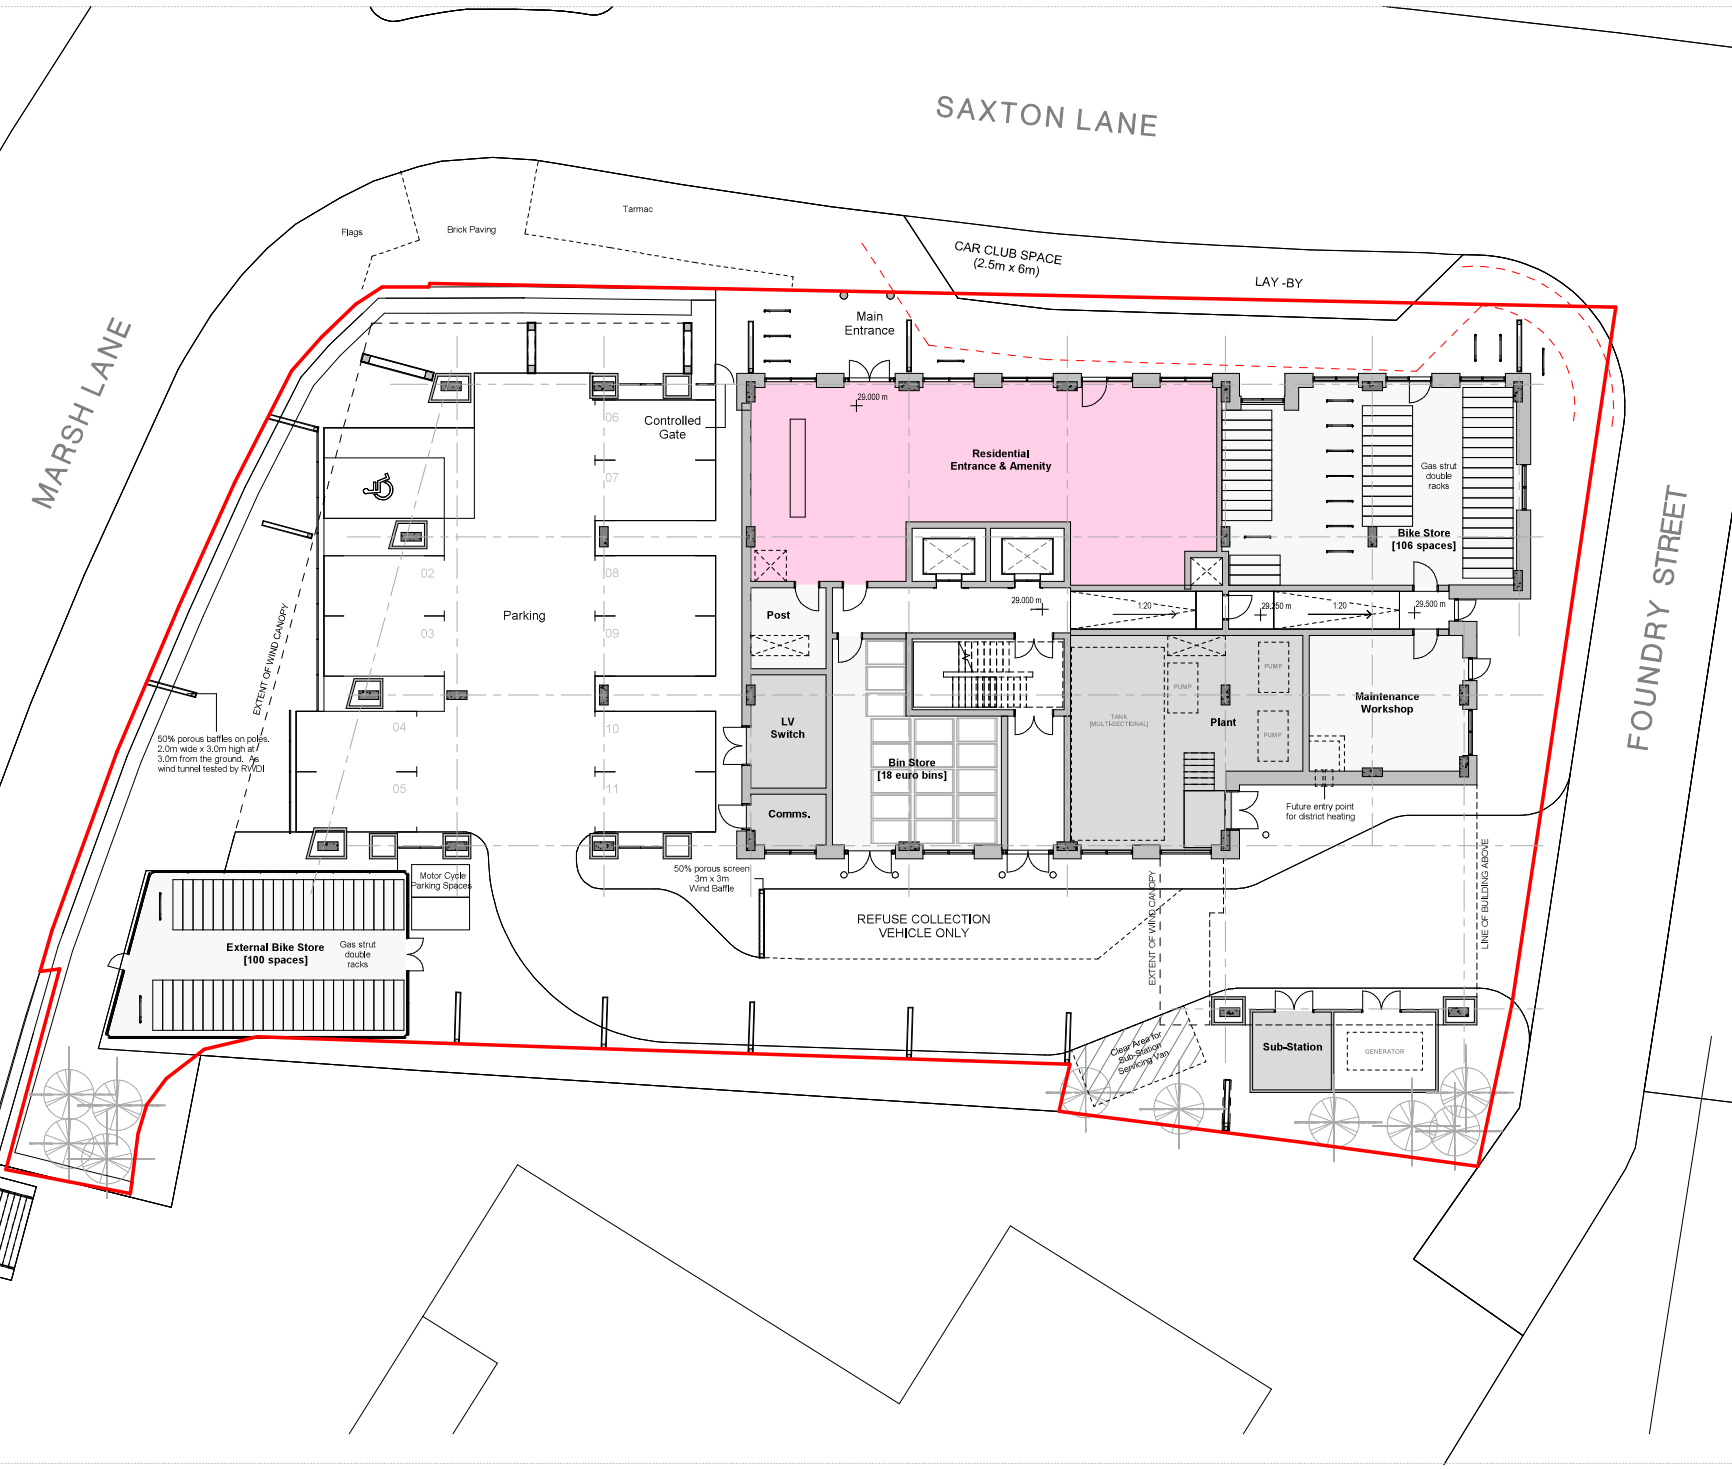 SAXTON LANE
MARSH LANE
FOUNDRY STREET
Flags
Brick Paving
Tarmac
CAR CLUB SPACE
(2.5m x 6m)
LAY -BY
Main
Entrance
Controlled
Gate
29.000 m
Residential
Entrance & Amenity
Gas strut
double
racks
Bike Store
[106 spaces]
06
07
02
08
03
09
04
10
05
11
Parking
EXTENT OF WIND CANOPY
50% porous baffles on poles.
2.0m wide x 3.0m high at
3.0m from the ground. As
wind tunnel tested by RWDI
Post
29.000 m
1:20
29.250 m
1:20
29.500 m
LV
Switch
Comms.
Bin Store
[18 euro bins]
TANK
[MULTI-SECTIONAL]
PUMP
PUMP
PUMP
Plant
Maintenance
Workshop
Future entry point
for district heating
50% porous screen
3m x 3m
Wind Baffle
Motor Cycle
Parking Spaces
External Bike Store
[100 spaces]
Gas strut
double
racks
REFUSE COLLECTION
VEHICLE ONLY
EXTENT OF WIND CANOPY
LINE OF BUILDING ABOVE
Clear Area for
Sub-Station
Servicing Van
Sub-Station
GENERATOR